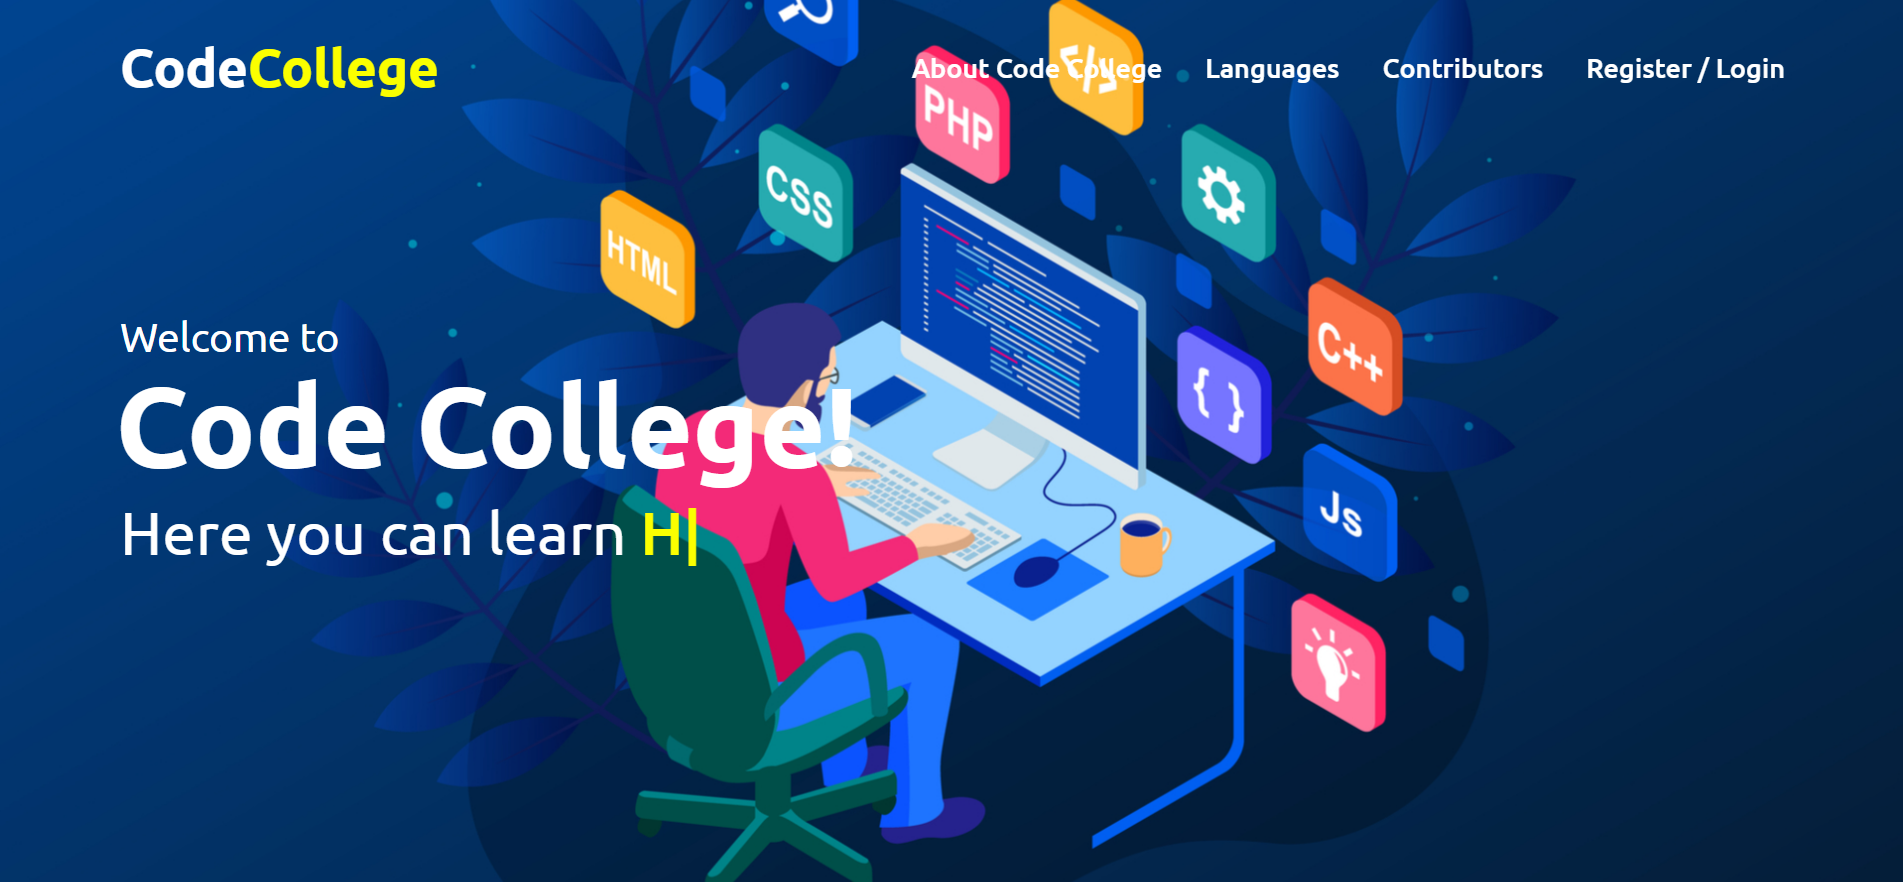 CodeCollege
About Code College Languages Contributors Register / Login
</>
PHP
CSS
HTML
C++
{ }
Js
Welcome to
Code College!
Here you can learn H|